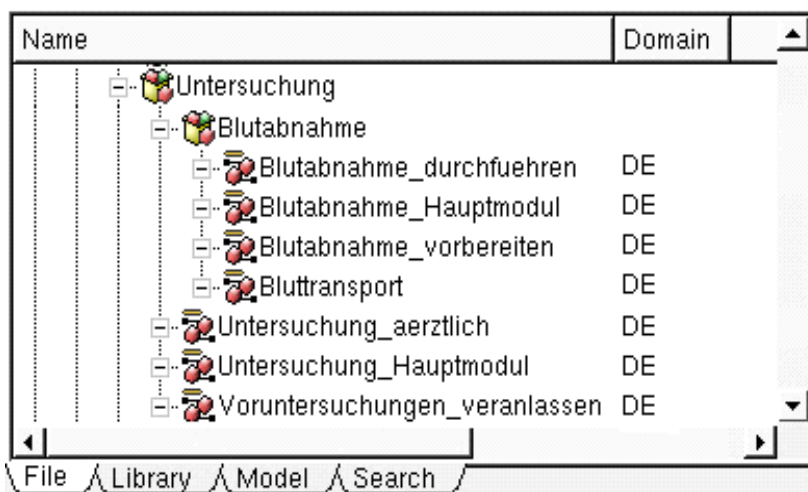 Name Domain
Untersuchung
Blutabnahme
Blutabnahme_durchfuehren DE
Blutabnahme_Hauptmodul DE
Blutabnahme_vorbereiten DE
Bluttransport DE
Untersuchung_aerztlich DE
Untersuchung_Hauptmodul DE
Voruntersuchungen_veranlassen DE
File Library Model Search